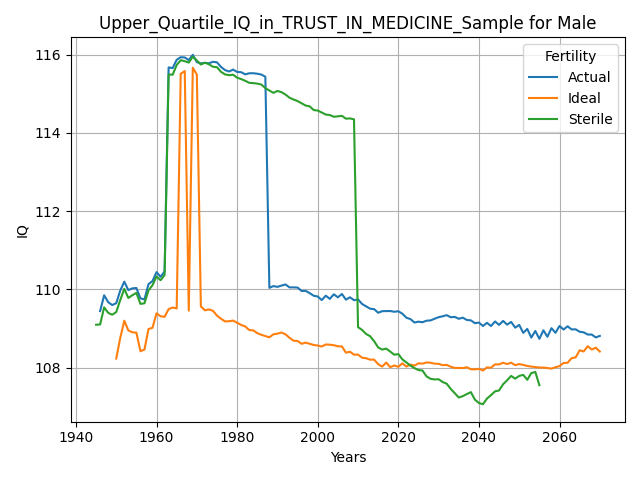 Upper_Quartile_IQ_in_TRUST_IN_MEDICINE_Sample for Male
Fertility
Actual
Ideal
Sterile
IQ
116
114
112
110
108
1940
1960
1980
2000
2020
2040
2060
Years